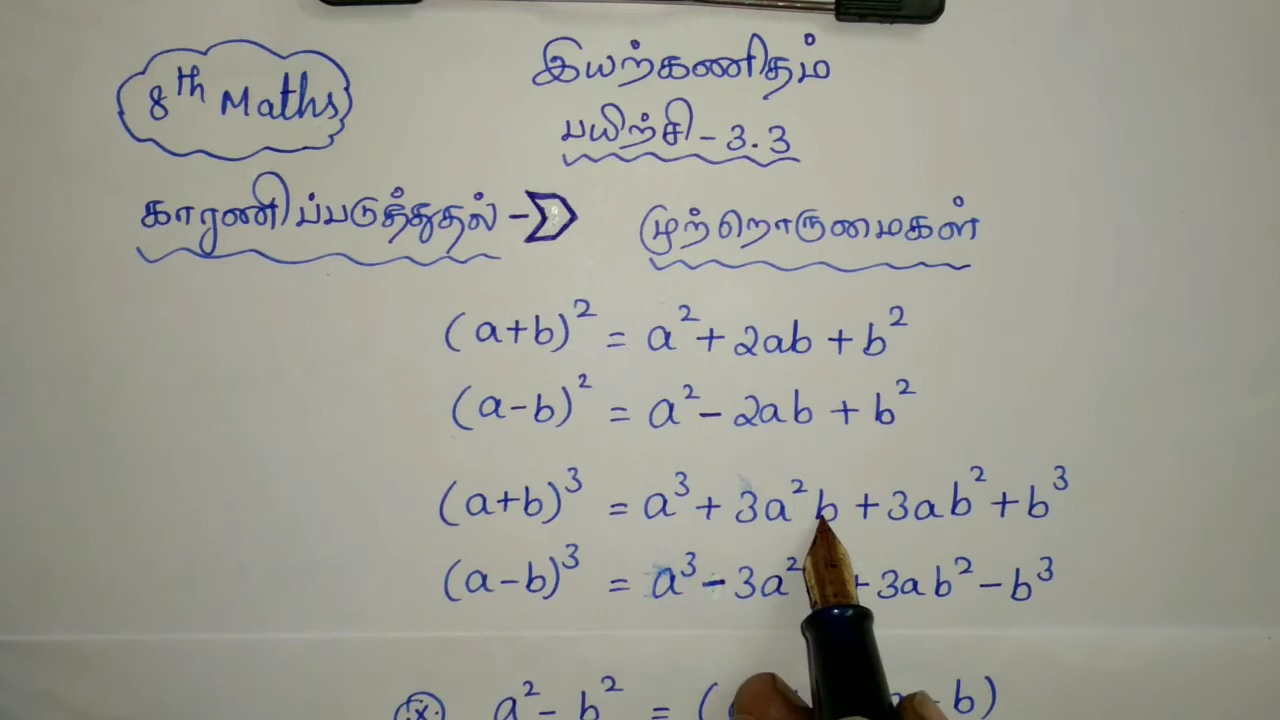 8th Maths
இயற்கணிதம்
பயிற்சி - 3.3
காரணிப்படுத்துதல் - முற்றொருமைகள்
(a+b)² = a² + 2ab + b²
(a-b)² = a² - 2ab + b²
(a+b)³ = a³ + 3a²b + 3ab² + b³
(a-b)³ = a³ - 3a² + 3ab² - b³
a² - b² = ( - b)